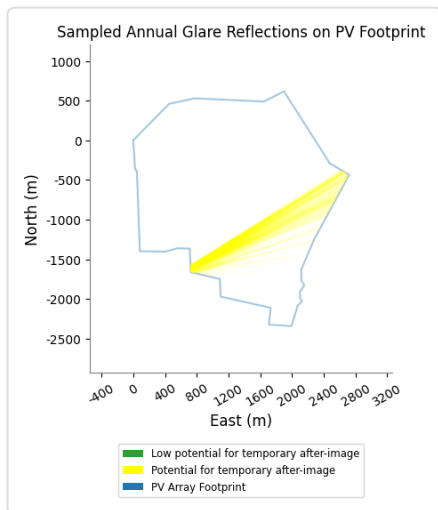 Sampled Annual Glare Reflections on PV Footprint
1000
500
0
-500
-1000
-1500
-2000
-2500
North (m)
-400 0 400 800 1200 1600 2000 2400 2800 3200
East (m)
Low potential for temporary after-image
Potential for temporary after-image
PV Array Footprint